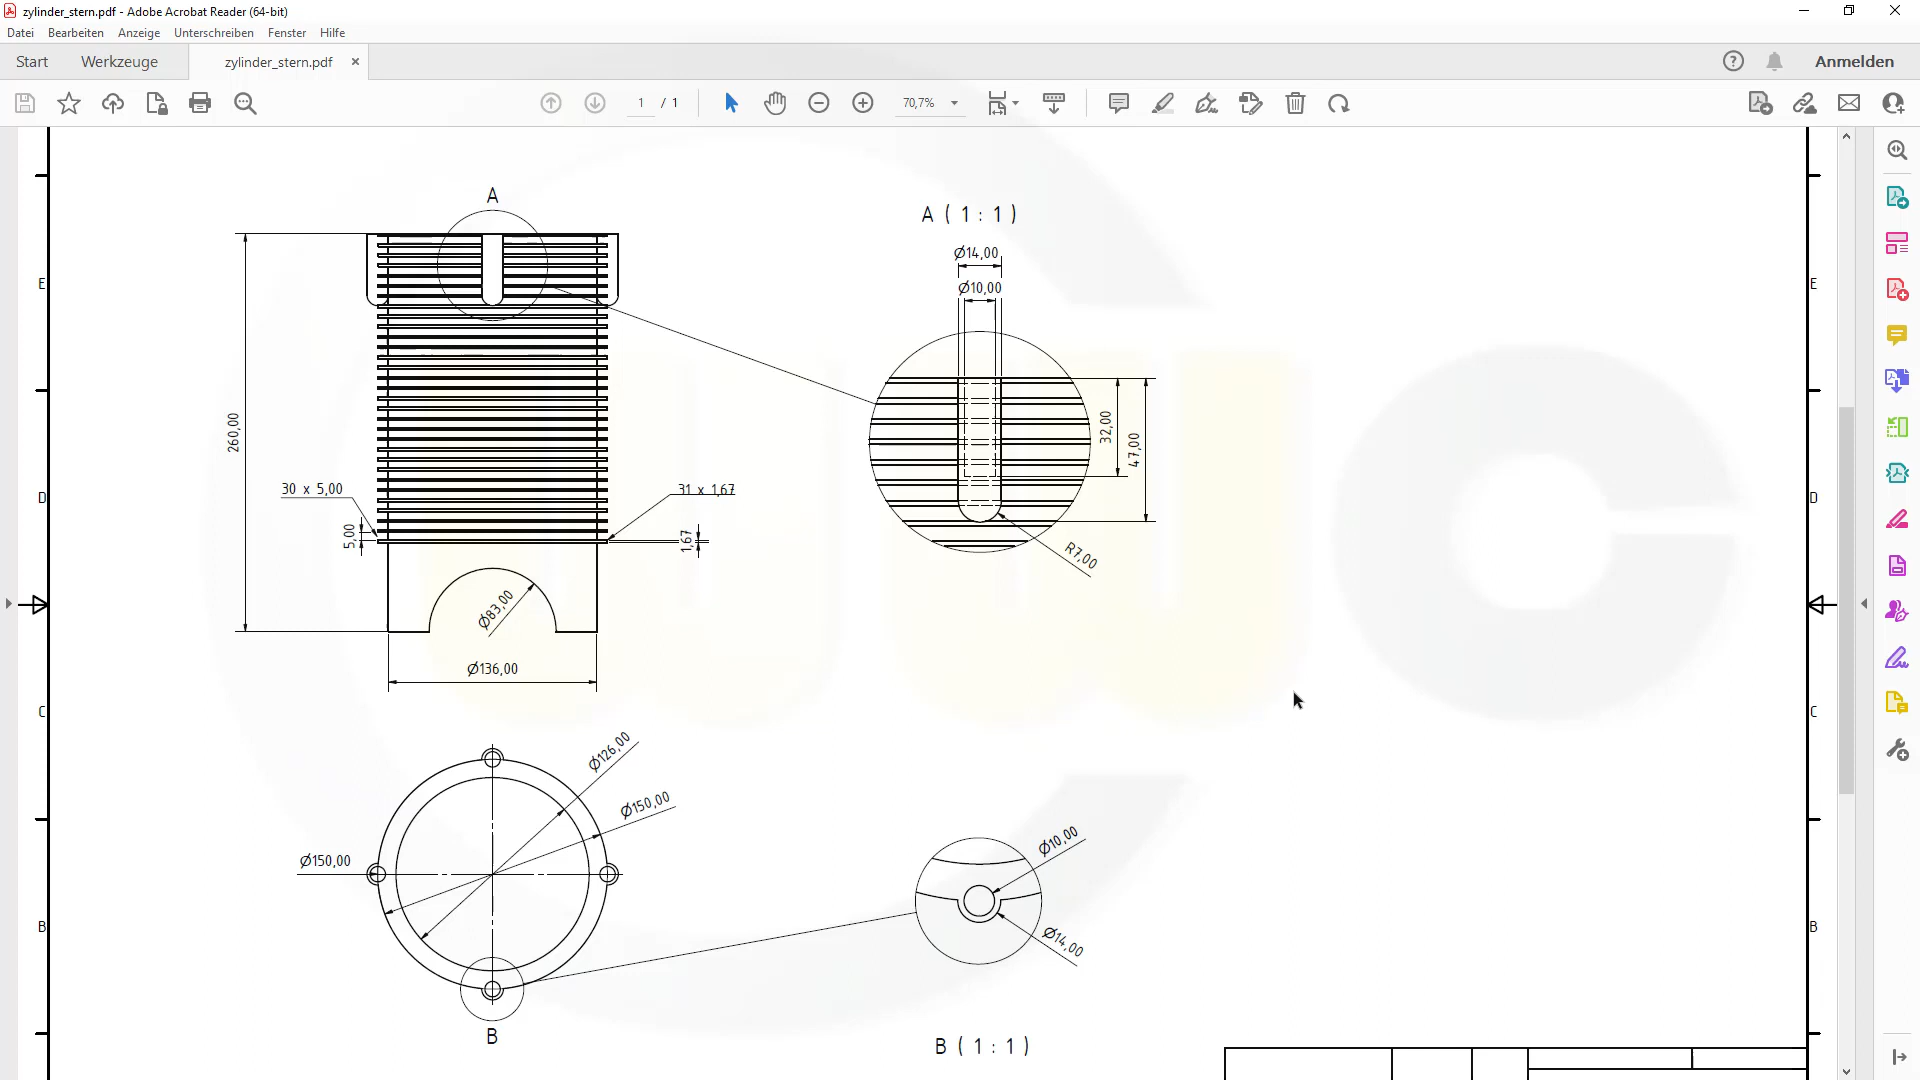 zylinder_stern.pdf - Adobe Acrobat Reader (64-bit)
Datei Bearbeiten Anzeige Unterschreiben Fenster Hilfe
Start Werkzeuge zylinder_stern.pdf × Anmelden
1 / 1 70,7%
A
A ( 1 : 1 )
Ø14,00
Ø10,00
E
E
260,00
32,00
47,00
30 x 5,00
31 x 1,67
D
D
5,00
1,67
R7,00
Ø83,00
Ø136,00
C
C
Ø126,00
Ø150,00
Ø150,00
Ø10,00
B
B
Ø14,00
B
B ( 1 : 1 )